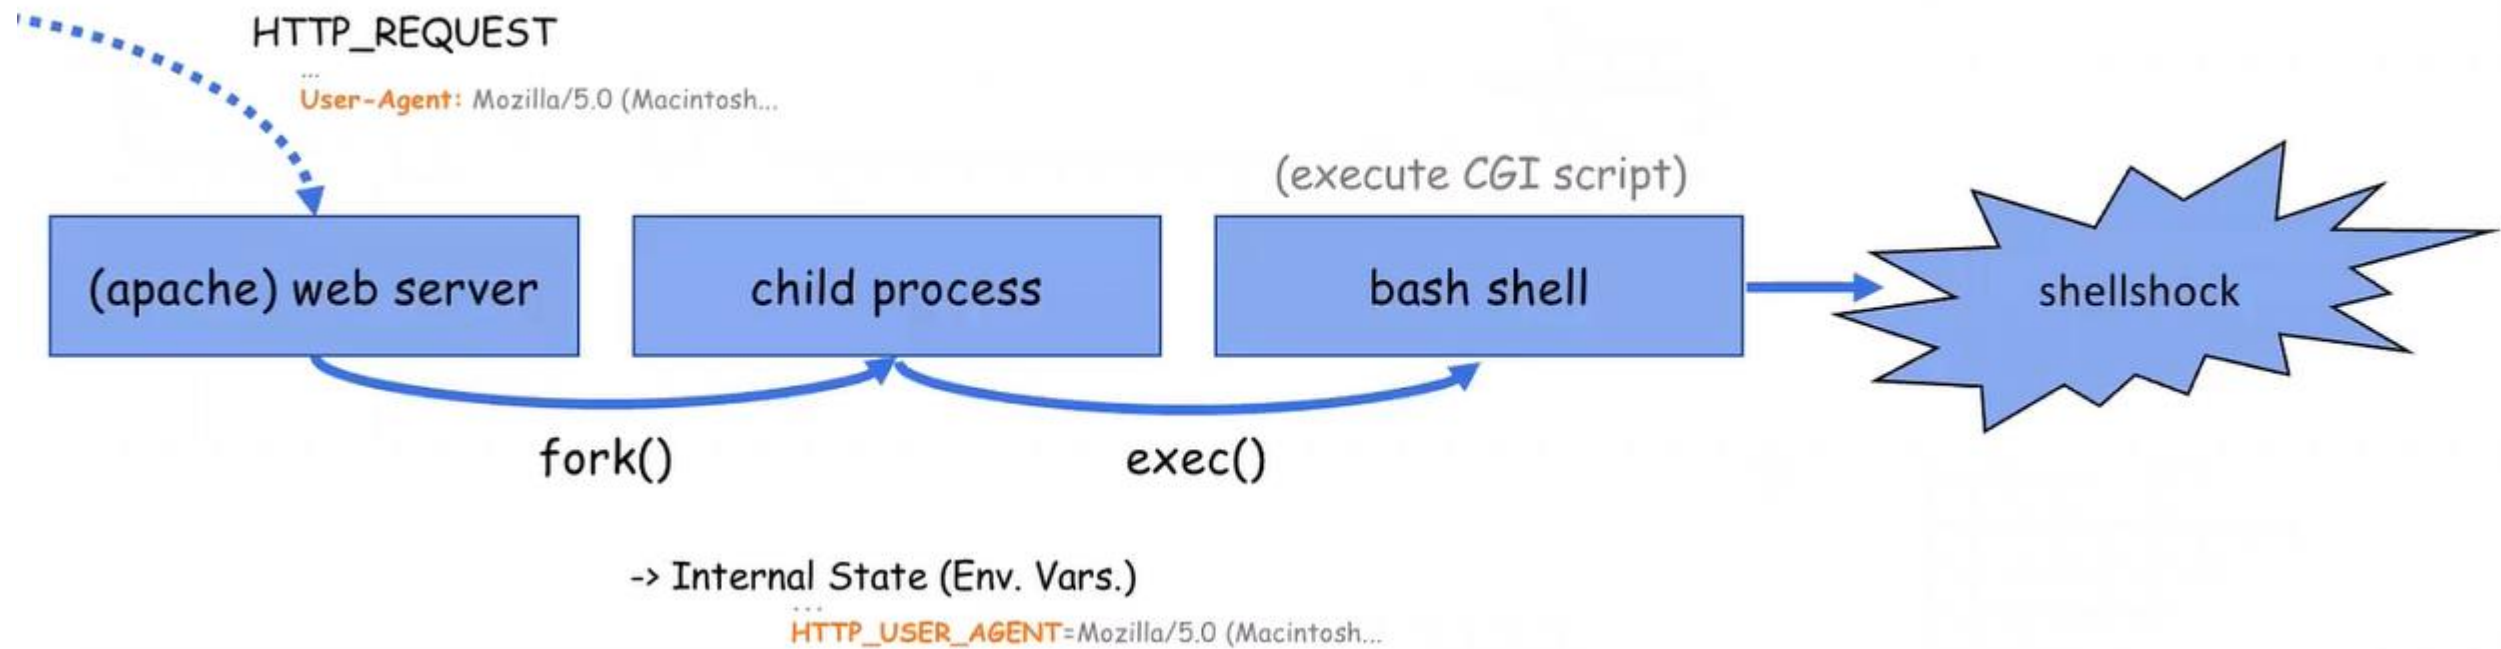 HTTP_REQUEST
...
User-Agent: Mozilla/5.0 (Macintosh...
(execute CGI script)
(apache) web server
child process
bash shell
shellshock
fork()
exec()
-> Internal State (Env. Vars.)
...
HTTP_USER_AGENT=Mozilla/5.0 (Macintosh...